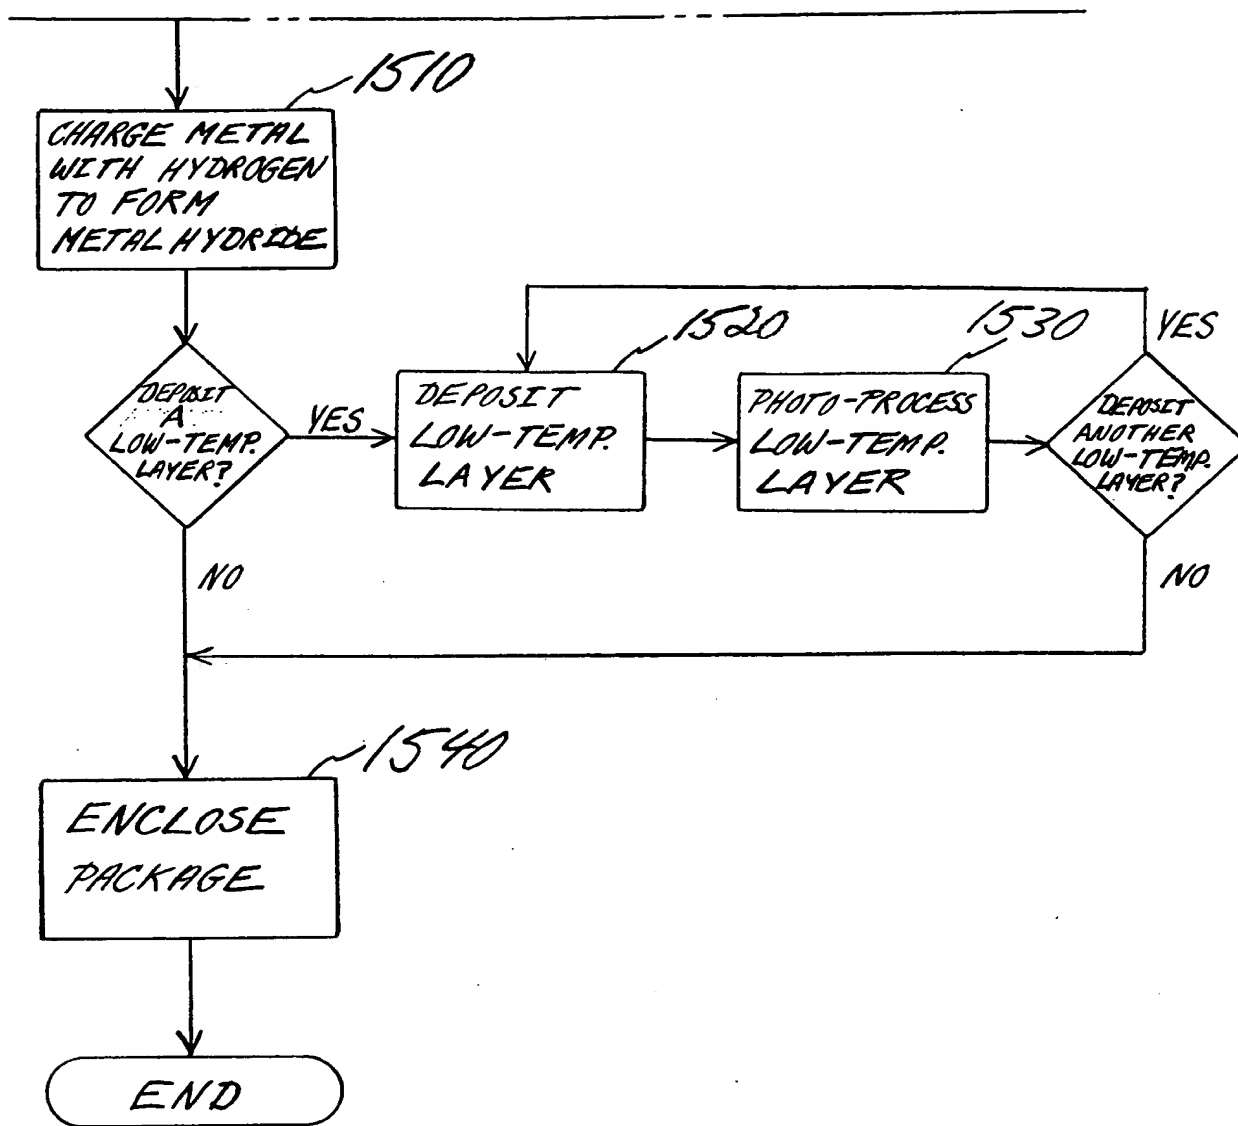 1510
CHARGE METAL
WITH HYDROGEN
TO FORM
METAL HYDRIDE
DEPOSIT
A
LOW-TEMP.
LAYER?
YES
NO
1520
DEPOSIT
LOW-TEMP.
LAYER
1530
PHOTO-PROCESS
LOW-TEMP.
LAYER
YES
DEPOSIT
ANOTHER
LOW-TEMP.
LAYER?
NO
1540
ENCLOSE
PACKAGE
END